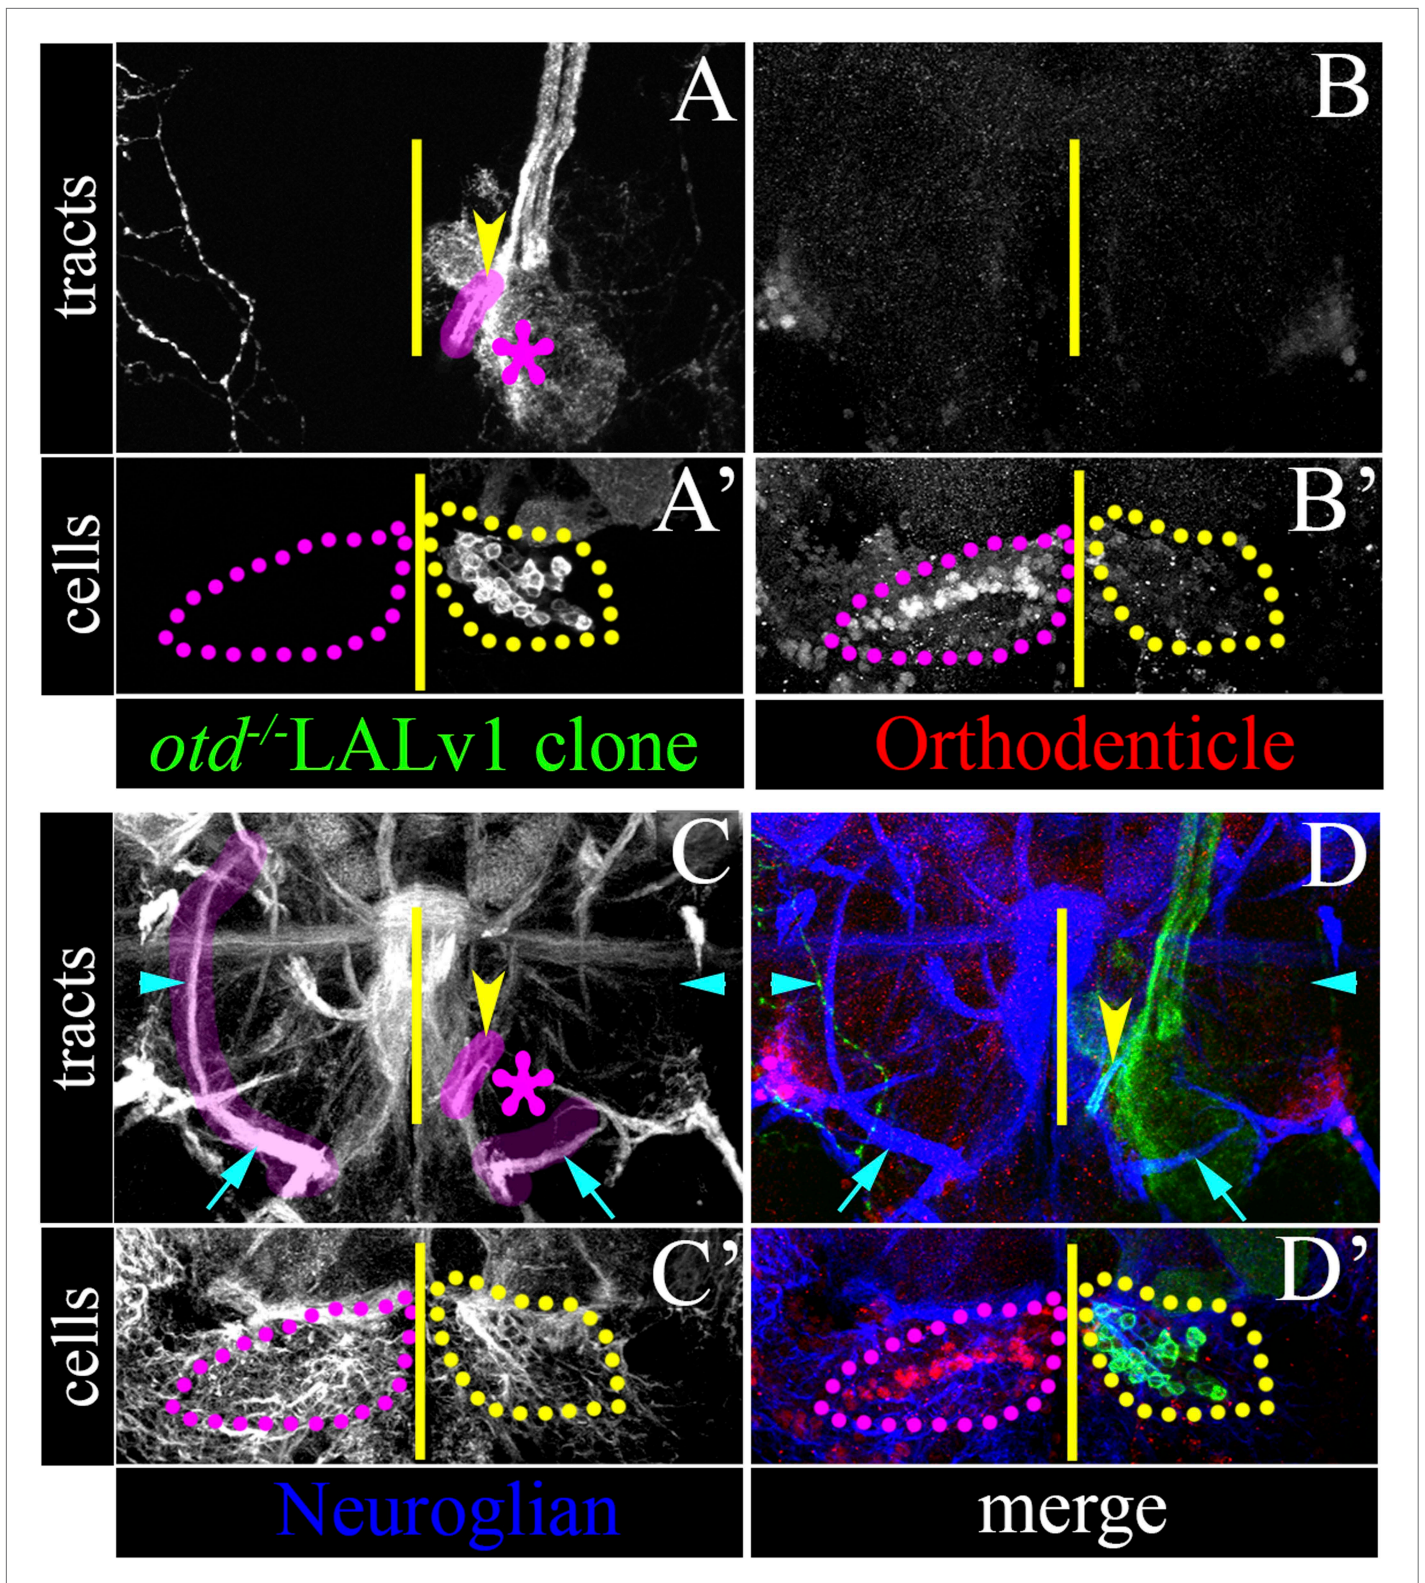 tracts
A
B
cells
A’
B’
otd-/-LALv1 clone
Orthodenticle
tracts
C
D
cells
C’
D’
Neuroglian
merge